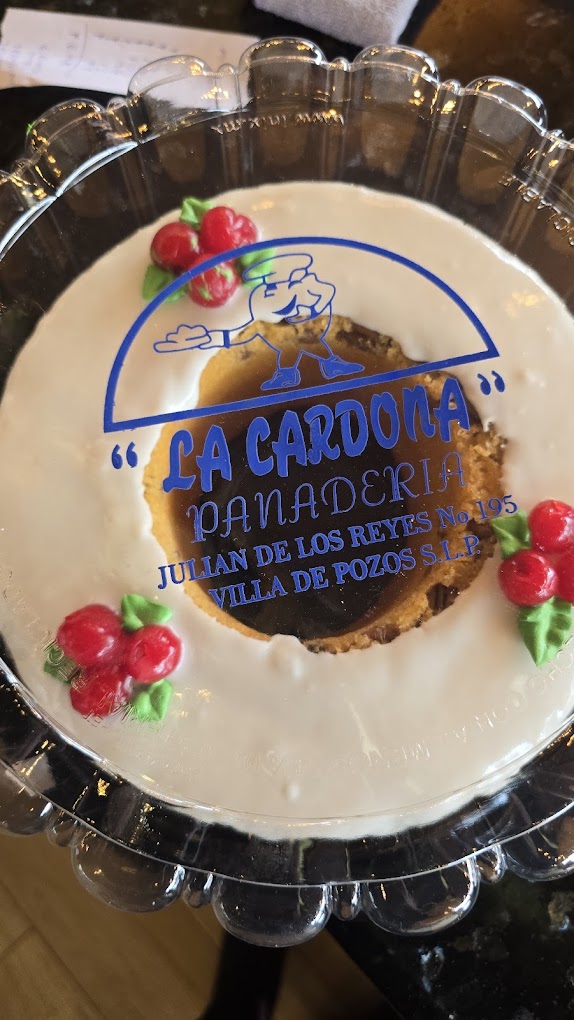 " LA CARDONA "
PANADERIA
JULIAN DE LOS REYES No 195
VILLA DE POZOS S.L.P.